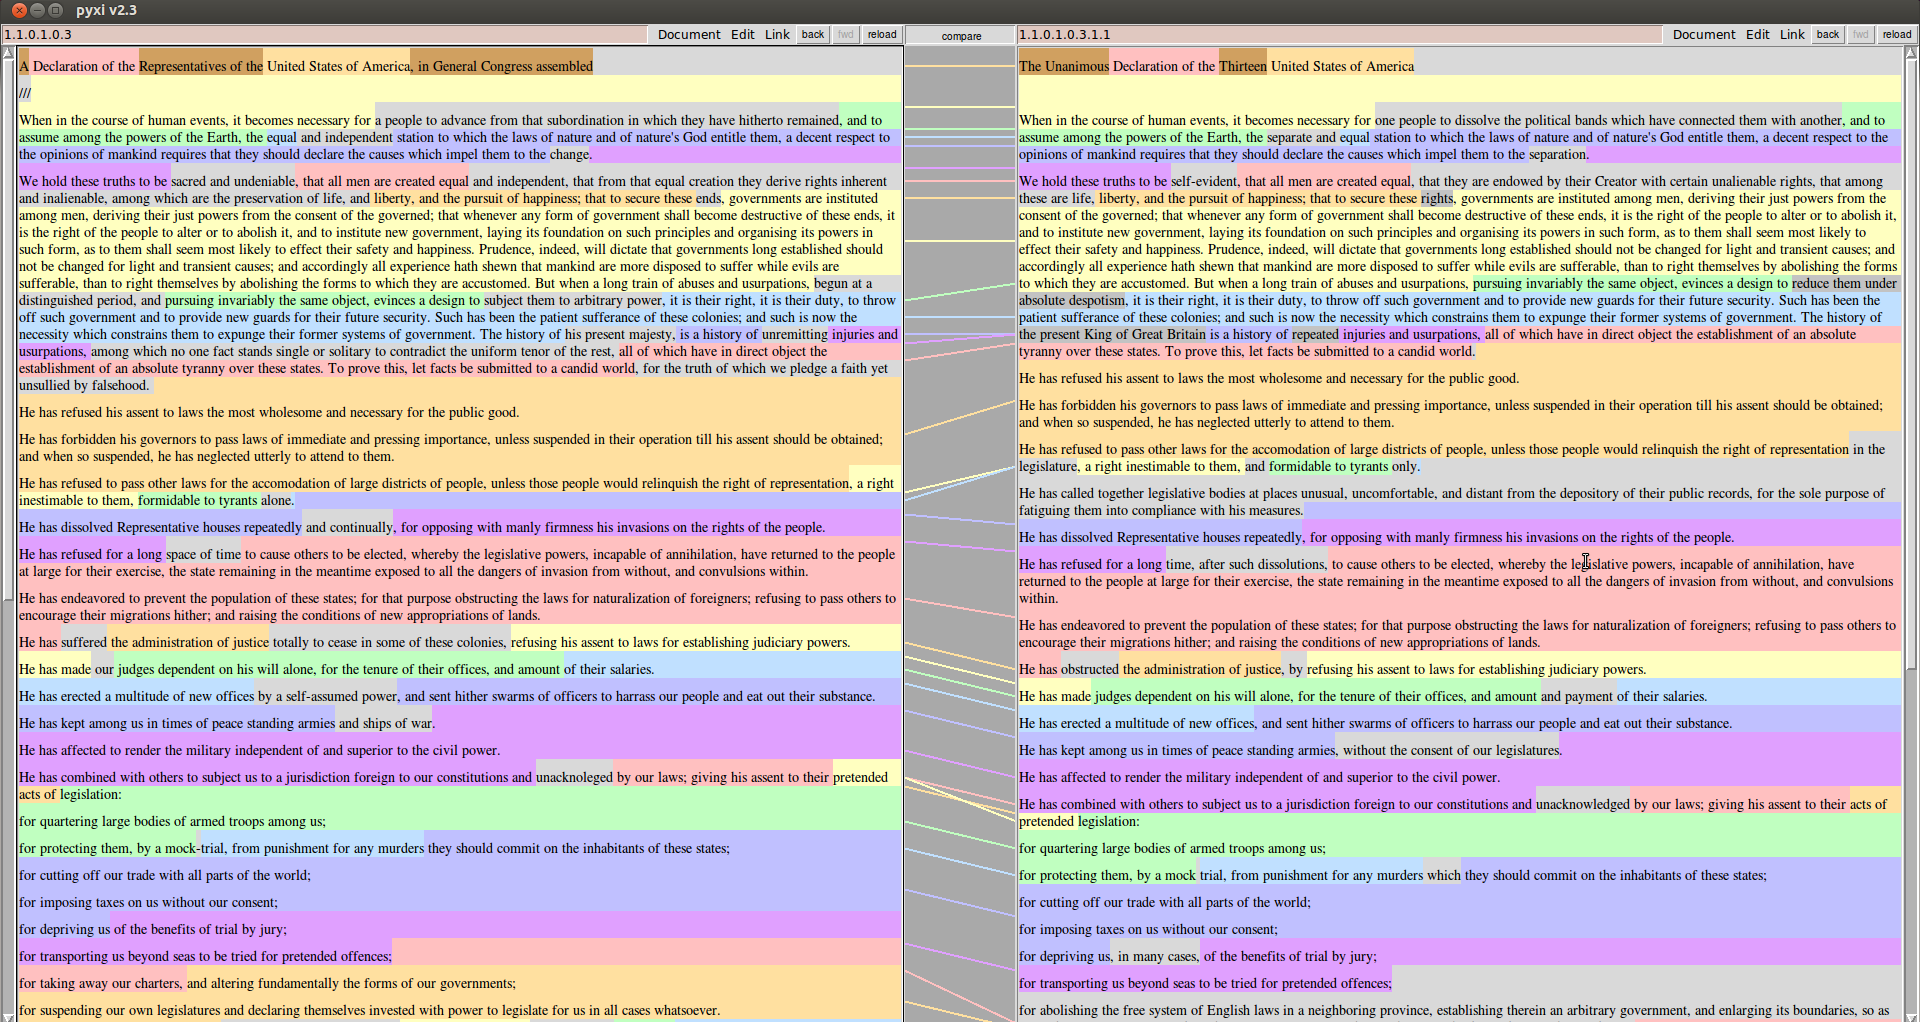 pyxi v2.3
1.1.0.1.0.3
Document Edit Link back fwd reload
compare
1.1.0.1.0.3.1.1
Document Edit Link back fwd reload
A Declaration of the Representatives of the United States of America, in General Congress assembled
///
When in the course of human events, it becomes necessary for a people to advance from that subordination in which they have hitherto remained, and to
assume among the powers of the Earth, the equal and independent station to which the laws of nature and of nature's God entitle them, a decent respect to
the opinions of mankind requires that they should declare the causes which impel them to the change.
We hold these truths to be sacred and undeniable, that all men are created equal and independent, that from that equal creation they derive rights inherent
and inalienable, among which are the preservation of life, and liberty, and the pursuit of happiness; that to secure these ends, governments are instituted
among men, deriving their just powers from the consent of the governed; that whenever any form of government shall become destructive of these ends, it
is the right of the people to alter or to abolish it, and to institute new government, laying its foundation on such principles and organising its powers in
such form, as to them shall seem most likely to effect their safety and happiness. Prudence, indeed, will dictate that governments long established should
not be changed for light and transient causes; and accordingly all experience hath shewn that mankind are more disposed to suffer while evils are
sufferable, than to right themselves by abolishing the forms to which they are accustomed. But when a long train of abuses and usurpations, begun at a
distinguished period, and pursuing invariably the same object, evinces a design to subject them to arbitrary power, it is their right, it is their duty, to throw
off such government and to provide new guards for their future security. Such has been the patient sufferance of these colonies; and such is now the
necessity which constrains them to expunge their former systems of government. The history of his present majesty, is a history of unremitting injuries and
usurpations, among which no one fact stands single or solitary to contradict the uniform tenor of the rest, all of which have in direct object the
establishment of an absolute tyranny over these states. To prove this, let facts be submitted to a candid world, for the truth of which we pledge a faith yet
unsullied by falsehood.
He has refused his assent to laws the most wholesome and necessary for the public good.
He has forbidden his governors to pass laws of immediate and pressing importance, unless suspended in their operation till his assent should be obtained;
and when so suspended, he has neglected utterly to attend to them.
He has refused to pass other laws for the accomodation of large districts of people, unless those people would relinquish the right of representation, a right
inestimable to them, formidable to tyrants alone.
He has dissolved Representative houses repeatedly and continually, for opposing with manly firmness his invasions on the rights of the people.
He has refused for a long space of time to cause others to be elected, whereby the legislative powers, incapable of annihilation, have returned to the people
at large for their exercise, the state remaining in the meantime exposed to all the dangers of invasion from without, and convulsions within.
He has endeavored to prevent the population of these states; for that purpose obstructing the laws for naturalization of foreigners; refusing to pass others to
encourage their migrations hither; and raising the conditions of new appropriations of lands.
He has suffered the administration of justice totally to cease in some of these colonies, refusing his assent to laws for establishing judiciary powers.
He has made our judges dependent on his will alone, for the tenure of their offices, and amount of their salaries.
He has erected a multitude of new offices by a self-assumed power, and sent hither swarms of officers to harrass our people and eat out their substance.
He has kept among us in times of peace standing armies and ships of war.
He has affected to render the military independent of and superior to the civil power.
He has combined with others to subject us to a jurisdiction foreign to our constitutions and unacknoleged by our laws; giving his assent to their pretended
acts of legislation:
for quartering large bodies of armed troops among us;
for protecting them, by a mock-trial, from punishment for any murders they should commit on the inhabitants of these states;
for cutting off our trade with all parts of the world;
for imposing taxes on us without our consent;
for depriving us of the benefits of trial by jury;
for transporting us beyond seas to be tried for pretended offences;
for taking away our charters, and altering fundamentally the forms of our governments;
for suspending our own legislatures and declaring themselves invested with power to legislate for us in all cases whatsoever.
The Unanimous Declaration of the Thirteen United States of America
When in the course of human events, it becomes necessary for one people to dissolve the political bands which have connected them with another, and to
assume among the powers of the Earth, the separate and equal station to which the laws of nature and of nature's God entitle them, a decent respect to the
opinions of mankind requires that they should declare the causes which impel them to the separation.
We hold these truths to be self-evident, that all men are created equal, that they are endowed by their Creator with certain unalienable rights, that among
these are life, liberty, and the pursuit of happiness; that to secure these rights, governments are instituted among men, deriving their just powers from the
consent of the governed; that whenever any form of government shall become destructive of these ends, it is the right of the people to alter or to abolish it,
and to institute new government, laying its foundation on such principles and organising its powers in such form, as to them shall seem most likely to
effect their safety and happiness. Prudence, indeed, will dictate that governments long established should not be changed for light and transient causes; and
accordingly all experience hath shewn that mankind are more disposed to suffer while evils are sufferable, than to right themselves by abolishing the forms
to which they are accustomed. But when a long train of abuses and usurpations, pursuing invariably the same object, evinces a design to reduce them under
absolute despotism, it is their right, it is their duty, to throw off such government and to provide new guards for their future security. Such has been the
patient sufferance of these colonies; and such is now the necessity which constrains them to expunge their former systems of government. The history of
the present King of Great Britain is a history of repeated injuries and usurpations, all of which have in direct object the establishment of an absolute
tyranny over these states. To prove this, let facts be submitted to a candid world.
He has refused his assent to laws the most wholesome and necessary for the public good.
He has forbidden his governors to pass laws of immediate and pressing importance, unless suspended in their operation till his assent should be obtained;
and when so suspended, he has neglected utterly to attend to them.
He has refused to pass other laws for the accomodation of large districts of people, unless those people would relinquish the right of representation in the
legislature, a right inestimable to them, and formidable to tyrants only.
He has called together legislative bodies at places unusual, uncomfortable, and distant from the depository of their public records, for the sole purpose of
fatiguing them into compliance with his measures.
He has dissolved Representative houses repeatedly, for opposing with manly firmness his invasions on the rights of the people.
He has refused for a long time, after such dissolutions, to cause others to be elected, whereby the legislative powers, incapable of annihilation, have
returned to the people at large for their exercise, the state remaining in the meantime exposed to all the dangers of invasion from without, and convulsions
within.
He has endeavored to prevent the population of these states; for that purpose obstructing the laws for naturalization of foreigners; refusing to pass others to
encourage their migrations hither; and raising the conditions of new appropriations of lands.
He has obstructed the administration of justice, by refusing his assent to laws for establishing judiciary powers.
He has made judges dependent on his will alone, for the tenure of their offices, and amount and payment of their salaries.
He has erected a multitude of new offices, and sent hither swarms of officers to harrass our people and eat out their substance.
He has kept among us in times of peace standing armies, without the consent of our legislatures.
He has affected to render the military independent of and superior to the civil power.
He has combined with others to subject us to a jurisdiction foreign to our constitutions and unacknowledged by our laws; giving his assent to their acts of
pretended legislation:
for quartering large bodies of armed troops among us;
for protecting them, by a mock trial, from punishment for any murders which they should commit on the inhabitants of these states;
for cutting off our trade with all parts of the world;
for imposing taxes on us without our consent;
for depriving us, in many cases, of the benefits of trial by jury;
for transporting us beyond seas to be tried for pretended offences;
for abolishing the free system of English laws in a neighboring province, establishing therein an arbitrary government, and enlarging its boundaries, so as